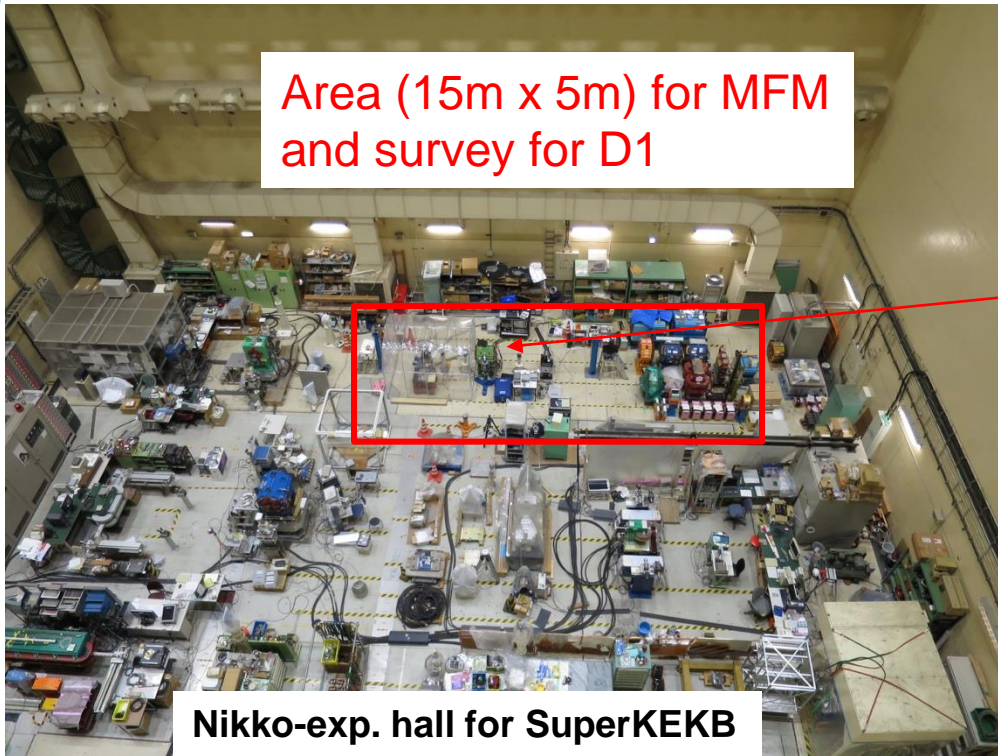 Area (15m x 5m) for MFM
and survey for D1
Nikko-exp. hall for SuperKEKB